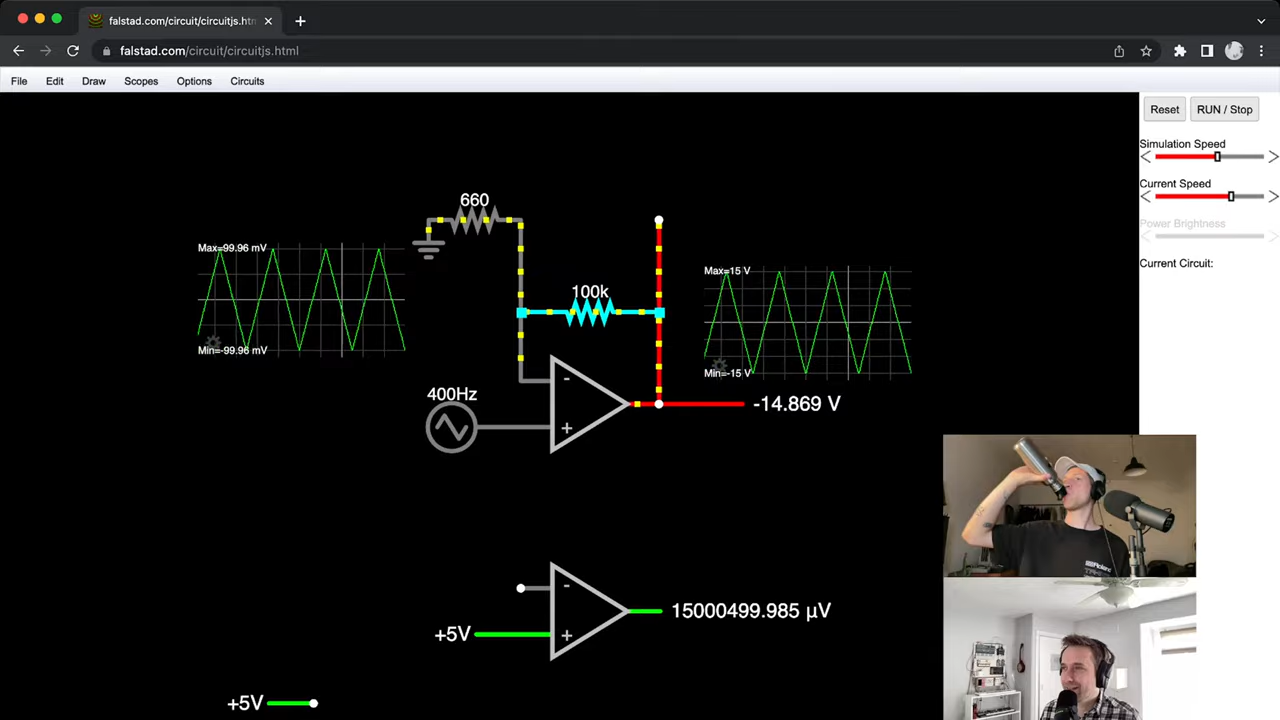 falstad.com/circuit/circuitjs.htm
falstad.com/circuit/circuitjs.html
File Edit Draw Scopes Options Circuits
Reset RUN / Stop
Simulation Speed
Current Speed
Power Brightness
Current Circuit:
660
Max=99.96 mV
Min=-99.96 mV
100k
Max=15 V
Min=-15 V
-
400Hz
+
-14.869 V
-
+5V
+
15000499.985 µV
+5V
Roland